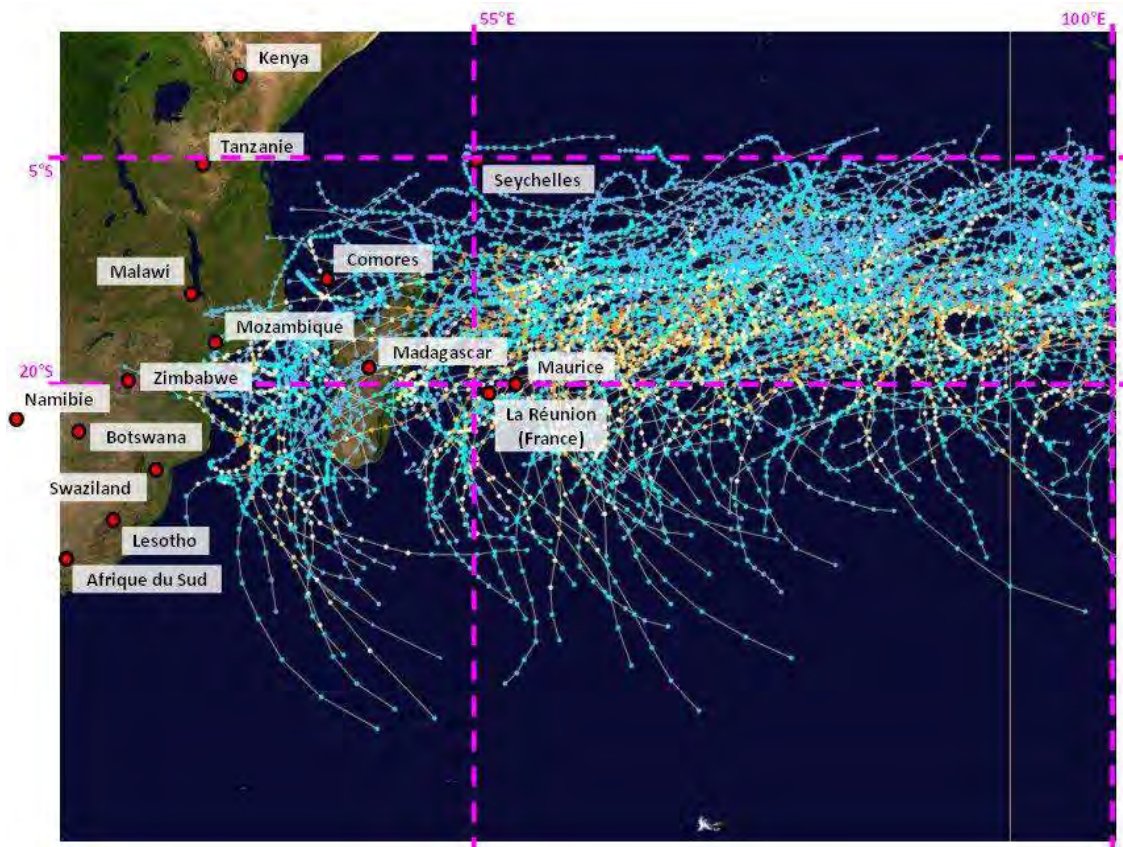 55°E
100°E
Kenya
Tanzanie
5°S
Seychelles
Comores
Malawi
Mozambique
Madagascar
Maurice
20°S
Zimbabwe
Namibie
La Réunion
(France)
Botswana
Swaziland
Lesotho
Afrique du Sud